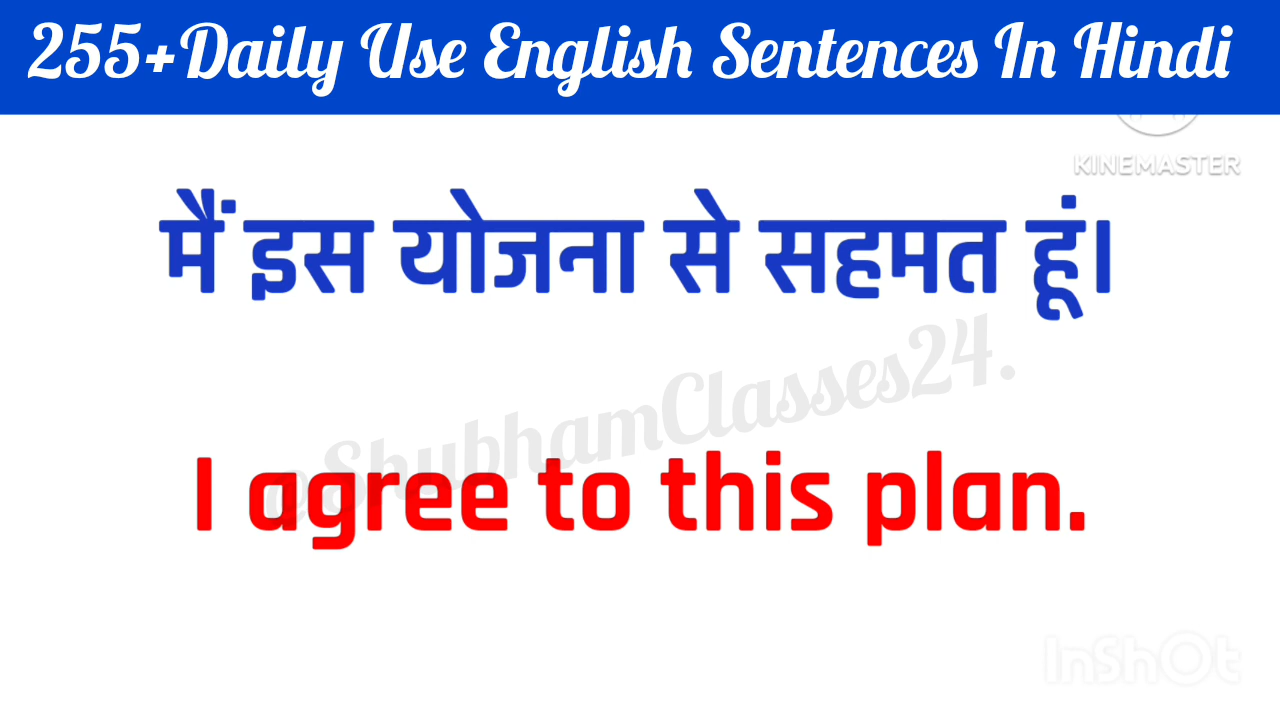 255+Daily Use English Sentences In Hindi
KINEMASTER
मैं इस योजना से सहमत हूं।
@ShubhamClasses24.
I agree to this plan.
InShOt